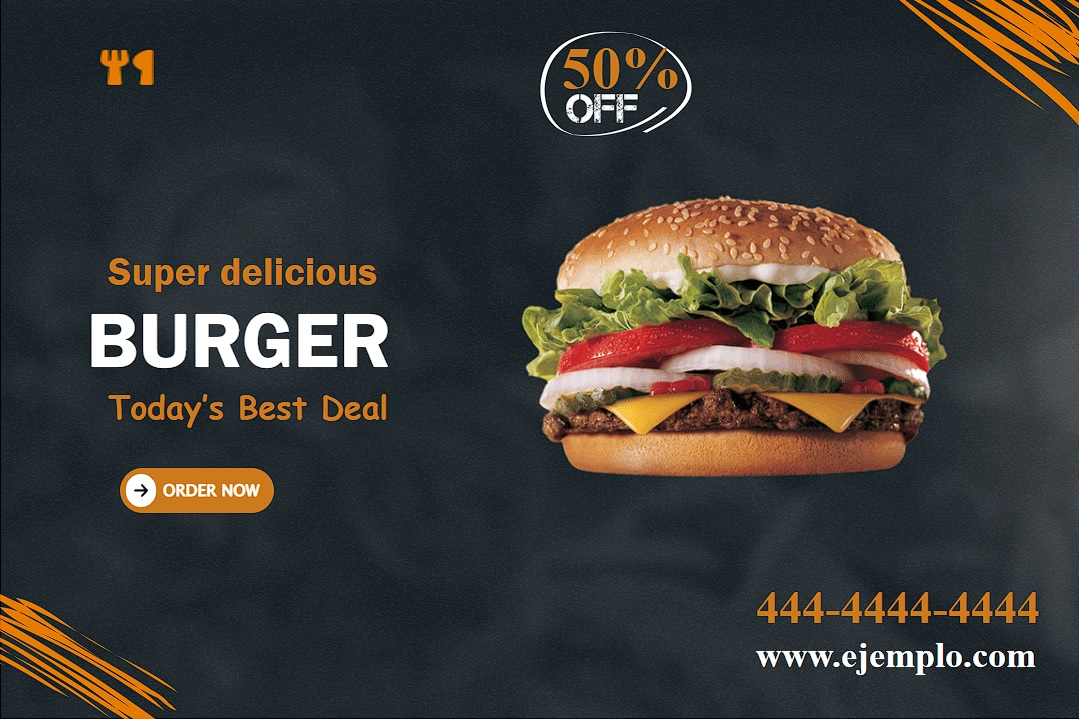 50%
OFF
Super delicious
BURGER
Today's Best Deal
ORDER NOW
444-4444-4444
www.ejemplo.com